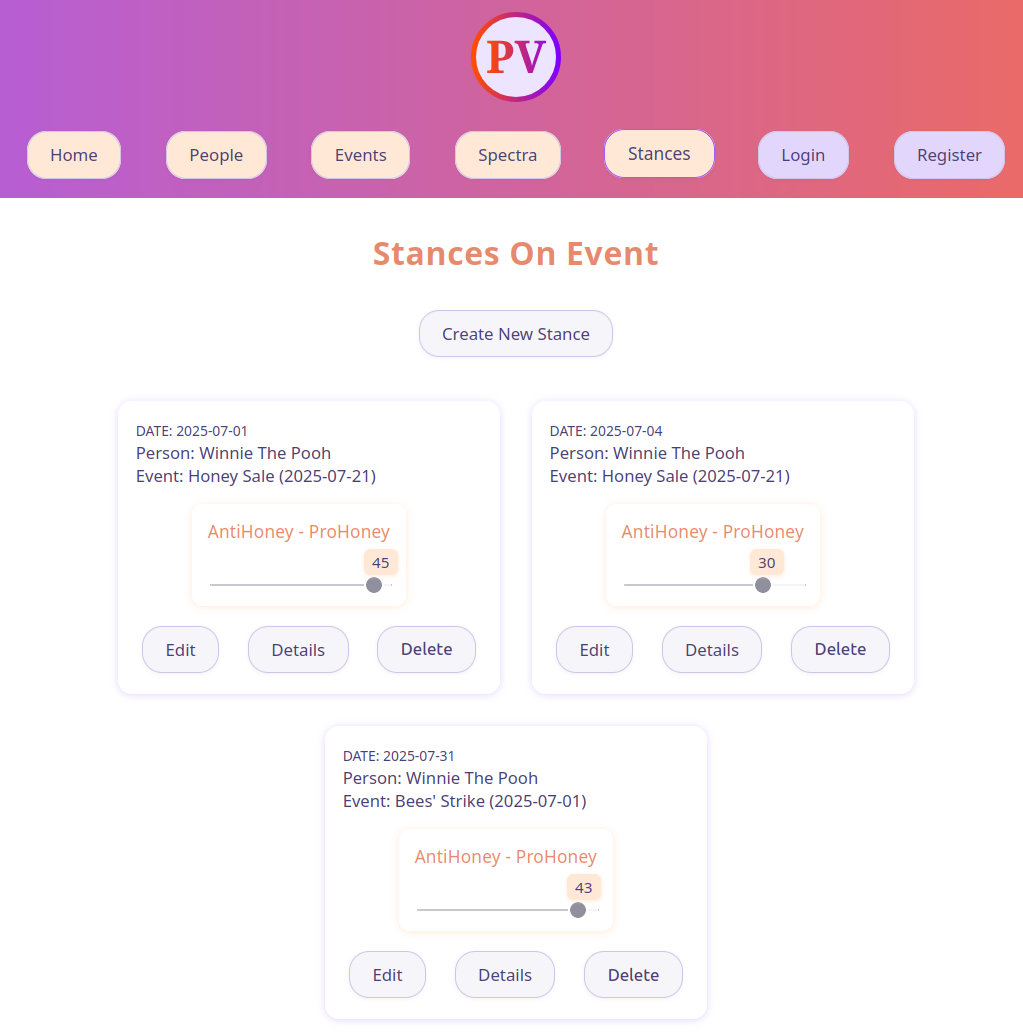 PV
Home People Events Spectra Stances Login Register
Stances On Event
Create New Stance
DATE: 2025-07-01
Person: Winnie The Pooh
Event: Honey Sale (2025-07-21)
AntiHoney - ProHoney
45
Edit Details Delete
DATE: 2025-07-04
Person: Winnie The Pooh
Event: Honey Sale (2025-07-21)
AntiHoney - ProHoney
30
Edit Details Delete
DATE: 2025-07-31
Person: Winnie The Pooh
Event: Bees' Strike (2025-07-01)
AntiHoney - ProHoney
43
Edit Details Delete